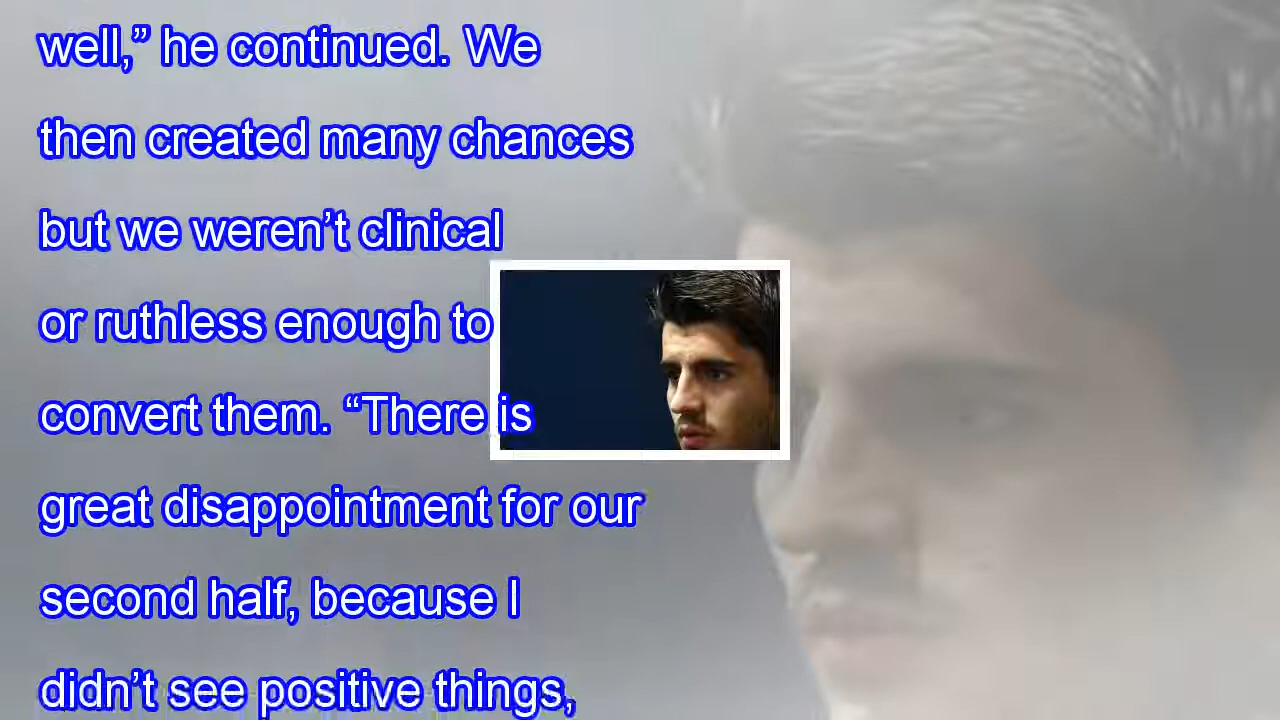 well,” he continued. We
then created many chances
but we weren’t clinical
or ruthless enough to
convert them. “There is
great disappointment for our
second half, because I
didn’t see positive things,